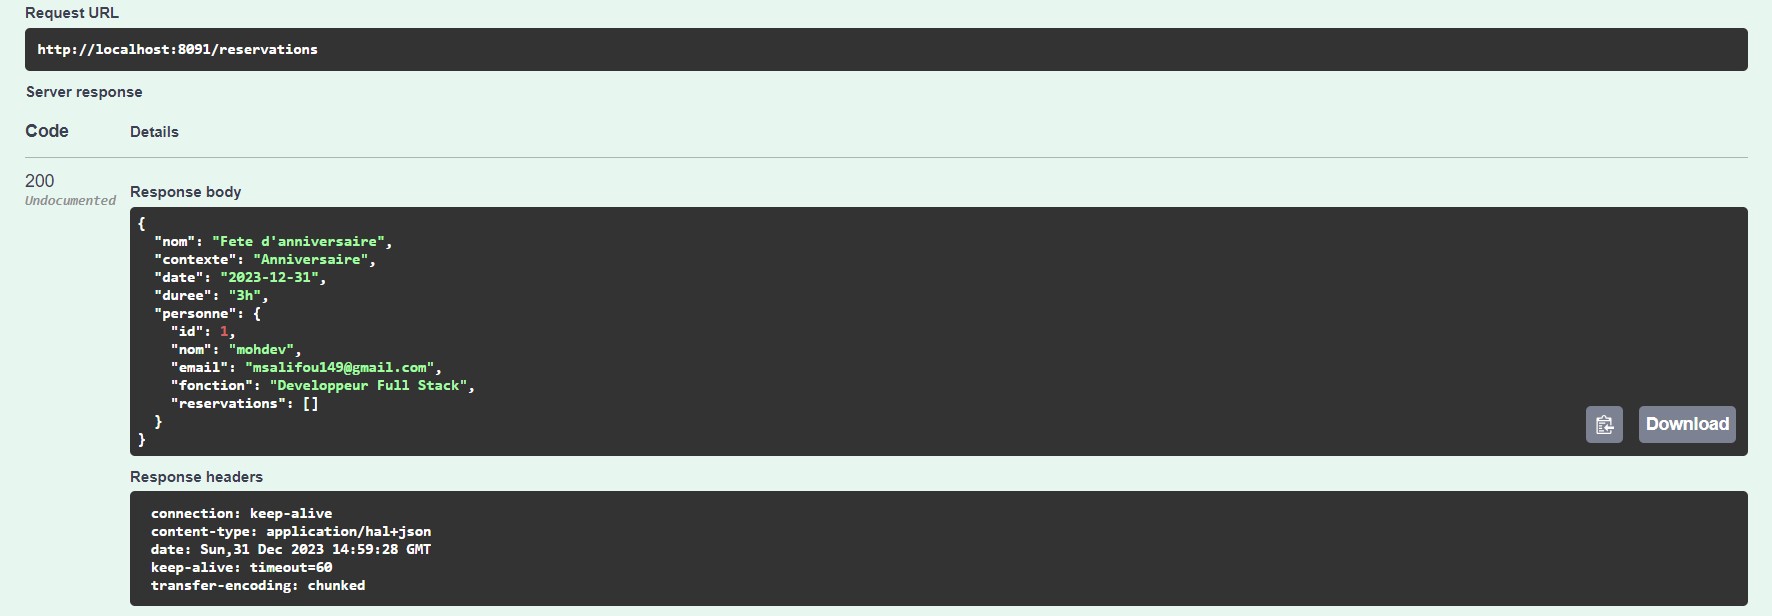 Request URL
http://localhost:8091/reservations
Server response
Code Details
200
Undocumented
Response body
{
  "nom": "Fete d'anniversaire",
  "contexte": "Anniversaire",
  "date": "2023-12-31",
  "duree": "3h",
  "personne": {
    "id": 1,
    "nom": "mohdev",
    "email": "msalifou149@gmail.com",
    "fonction": "Developpeur Full Stack",
    "reservations": []
  }
}
Download
Response headers
connection: keep-alive
content-type: application/hal+json
date: Sun,31 Dec 2023 14:59:28 GMT
keep-alive: timeout=60
transfer-encoding: chunked